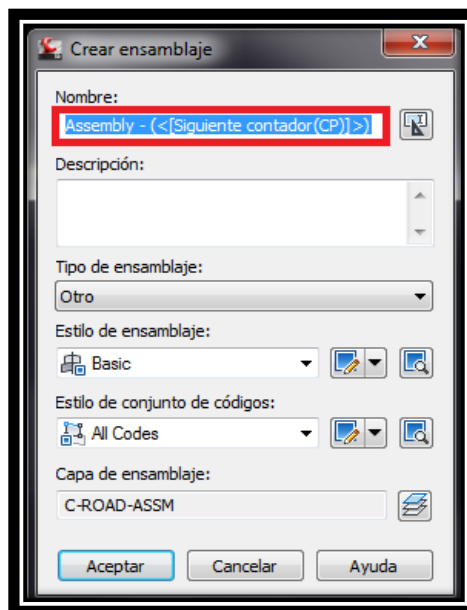 Crear ensamblaje
Nombre:
Assembly - (<[Siguiente contador(CP)]>)
Descripción:
Tipo de ensamblaje:
Otro
Estilo de ensamblaje:
Basic
Estilo de conjunto de códigos:
All Codes
Capa de ensamblaje:
C-ROAD-ASSM
Aceptar Cancelar Ayuda